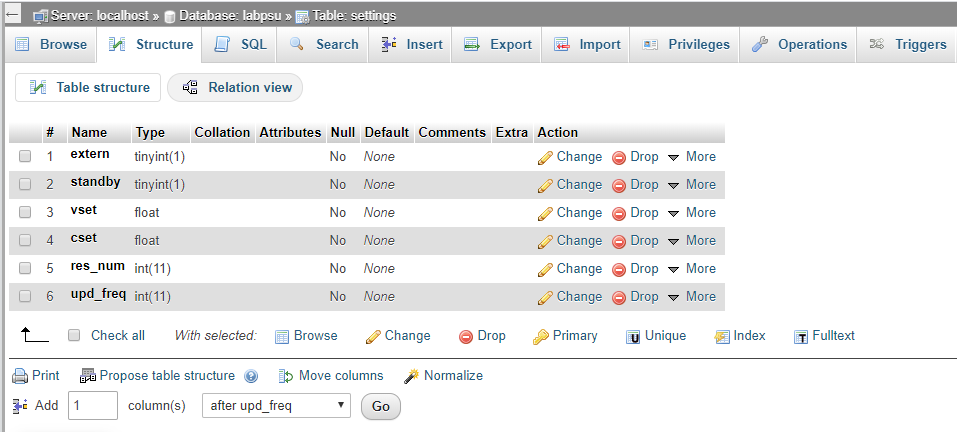 Server: localhost » Database: labpsu » Table: settings
Browse Structure SQL Search Insert Export Import Privileges Operations Triggers
Table structure Relation view
# Name Type Collation Attributes Null Default Comments Extra Action
1 extern tinyint(1) No None Change Drop More
2 standby tinyint(1) No None Change Drop More
3 vset float No None Change Drop More
4 cset float No None Change Drop More
5 res_num int(11) No None Change Drop More
6 upd_freq int(11) No None Change Drop More
Check all With selected: Browse Change Drop Primary Unique Index Fulltext
Print Propose table structure Move columns Normalize
Add 1 column(s) after upd_freq Go